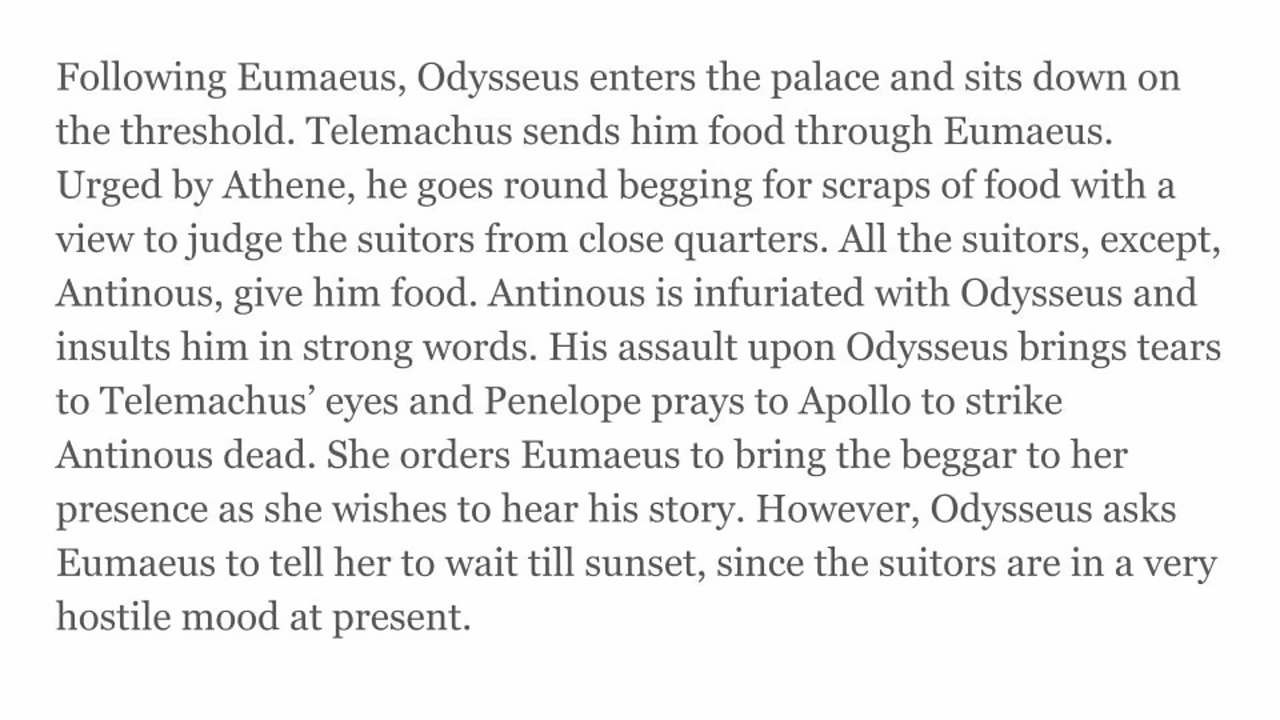 Following Eumaeus, Odysseus enters the palace and sits down on
the threshold. Telemachus sends him food through Eumaeus.
Urged by Athene, he goes round begging for scraps of food with a
view to judge the suitors from close quarters. All the suitors, except,
Antinous, give him food. Antinous is infuriated with Odysseus and
insults him in strong words. His assault upon Odysseus brings tears
to Telemachus’ eyes and Penelope prays to Apollo to strike
Antinous dead. She orders Eumaeus to bring the beggar to her
presence as she wishes to hear his story. However, Odysseus asks
Eumaeus to tell her to wait till sunset, since the suitors are in a very
hostile mood at present.